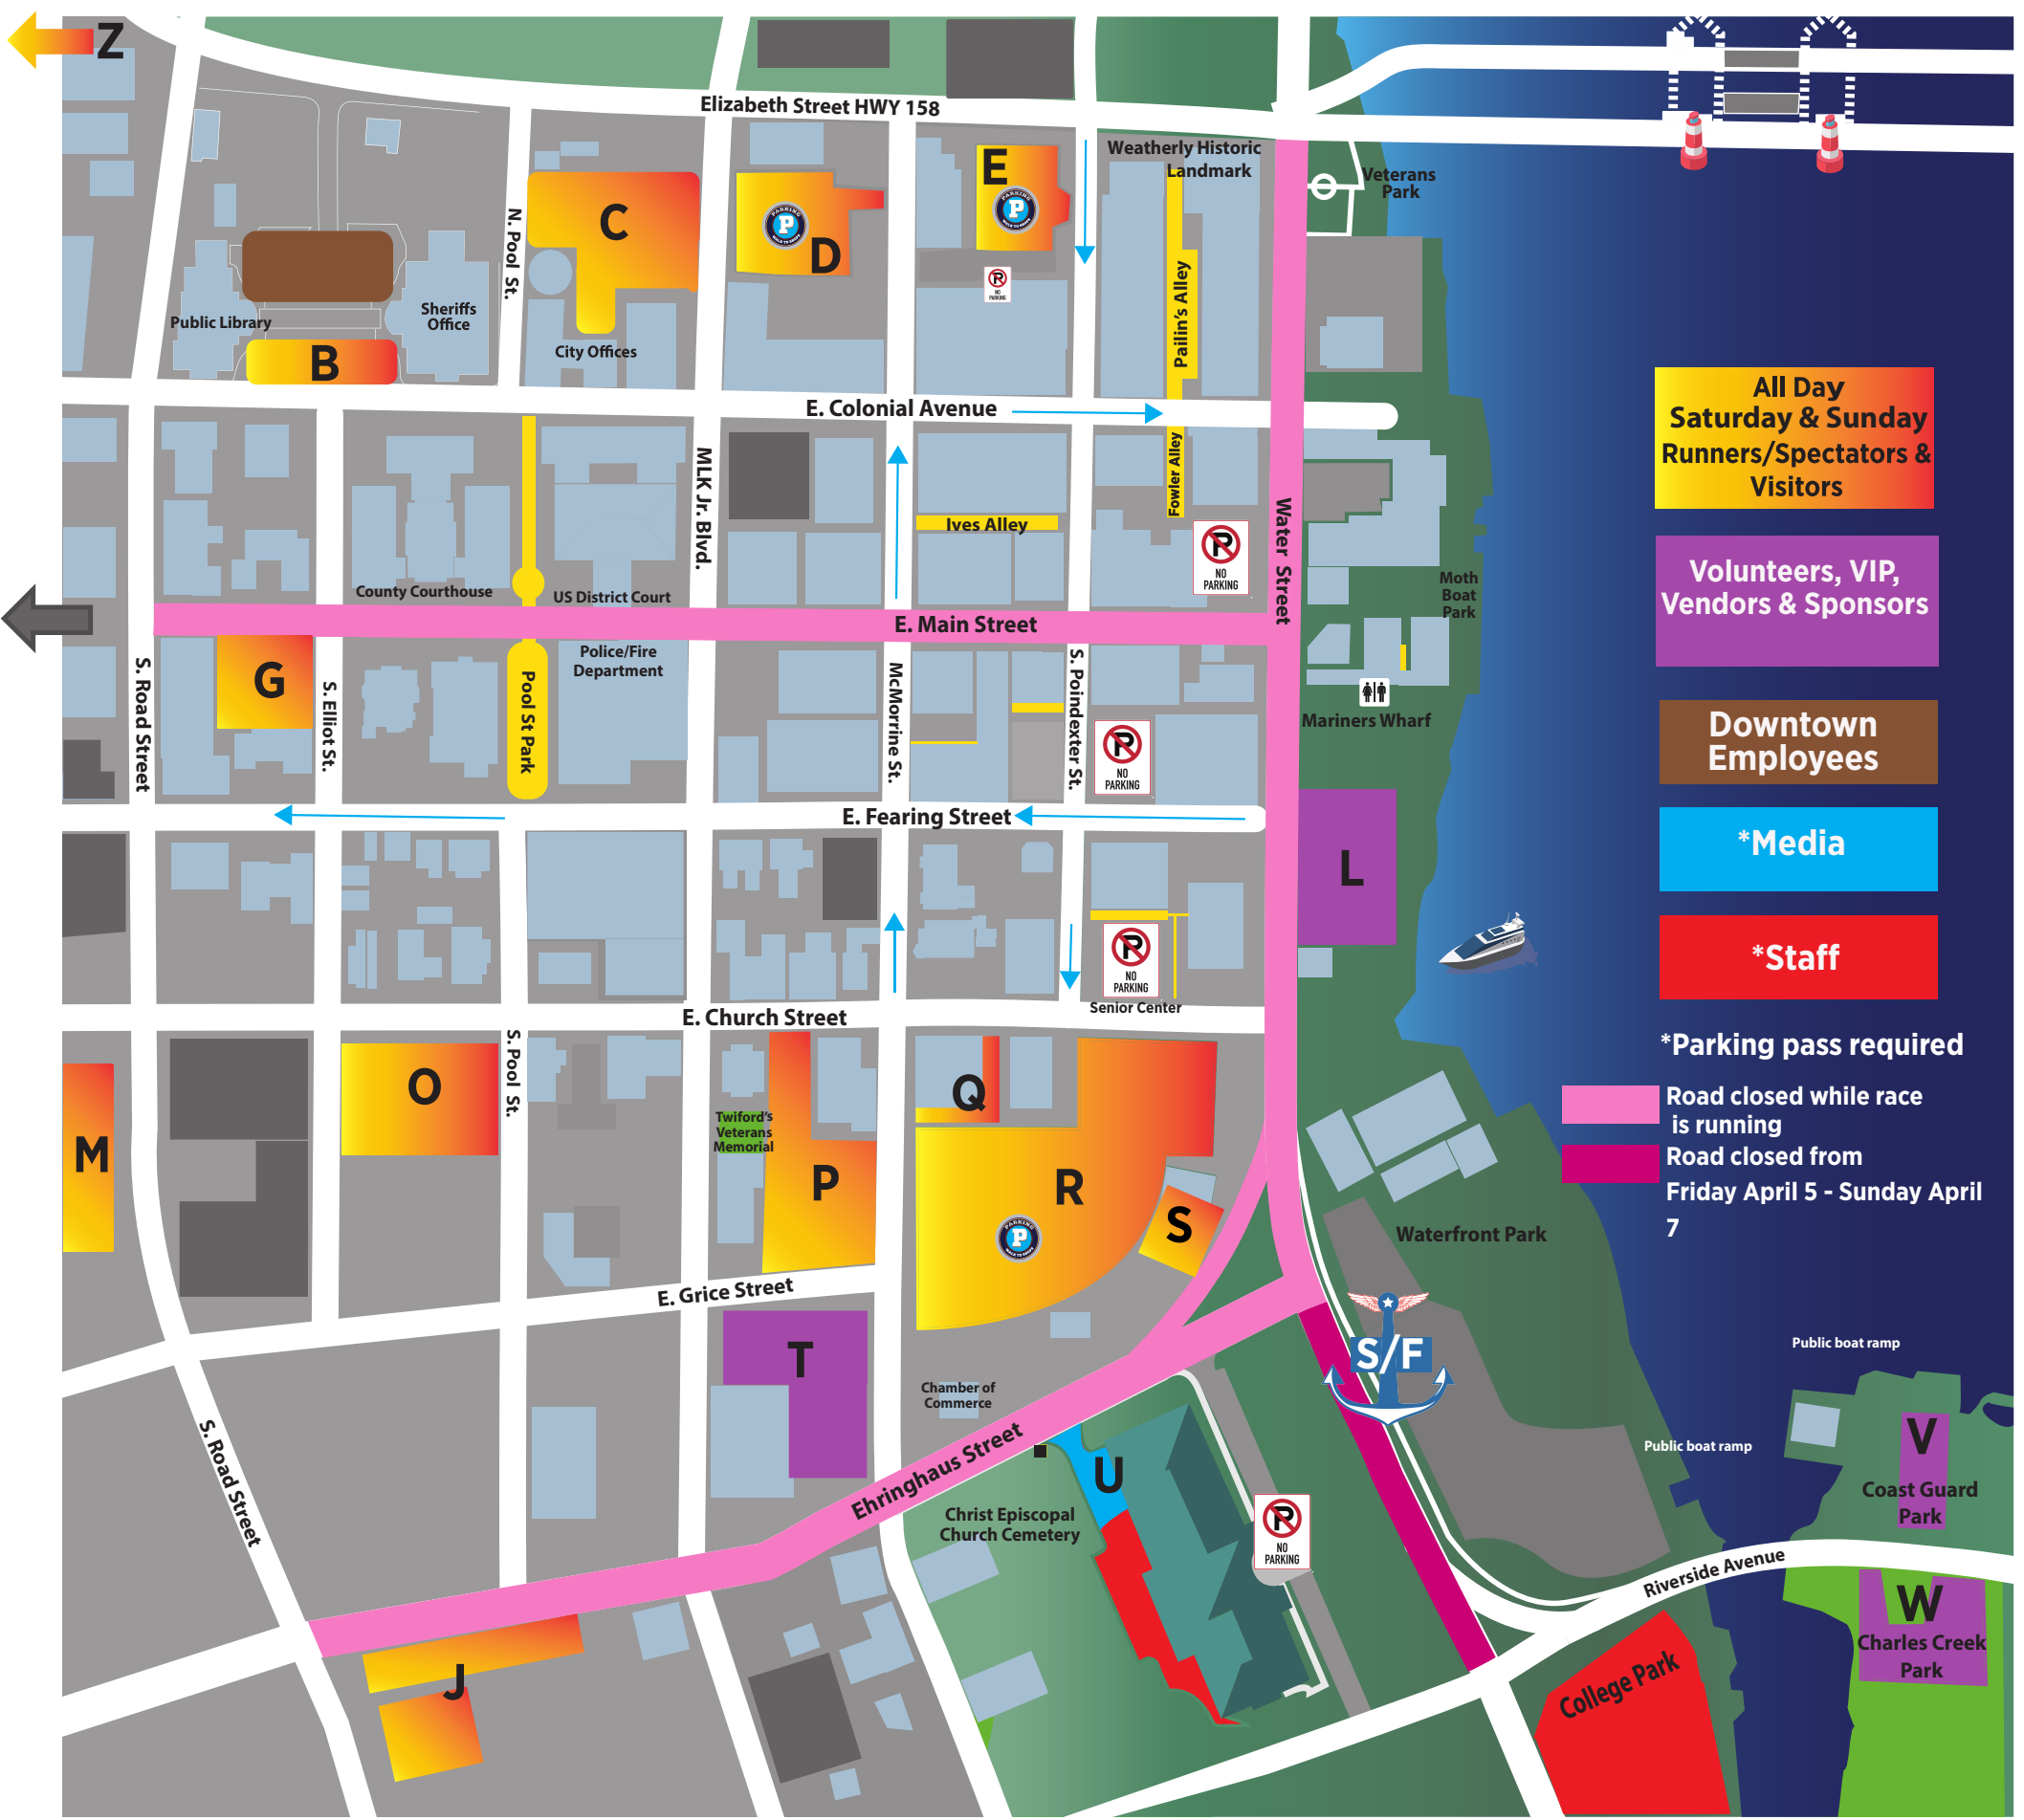 Z
Elizabeth Street HWY 158
Weatherly Historic
Landmark
Veterans
Park
E
P
C
D
P
N. Pool St.
P
NO
PARKING
Pailin's Alley
Public Library
Sheriffs
Office
City Offices
B
E. Colonial Avenue
All Day
Saturday & Sunday
Runners/Spectators &
Visitors
MLK Jr. Blvd.
Fowler Alley
Water Street
Ives Alley
P
NO
PARKING
Volunteers, VIP,
Vendors & Sponsors
Moth
Boat
Park
County Courthouse
US District Court
E. Main Street
Police/Fire
Department
G
S. Road Street
S. Elliot St.
Pool St Park
McMorrine St.
S. Poindexter St.
Mariners Wharf
P
NO
PARKING
Downtown
Employees
E. Fearing Street
*Media
L
P
NO
PARKING
*Staff
Senior Center
E. Church Street
*Parking pass required
S. Pool St.
O
Q
Road closed while race
is running
Twiford's
Veterans
Memorial
M
P
R
S
P
Road closed from
Friday April 5 - Sunday April
7
Waterfront Park
E. Grice Street
T
S/F
Public boat ramp
Chamber of
Commerce
Public boat ramp
V
Coast Guard
Park
S. Road Street
Ehringhaus Street
U
Christ Episcopal
Church Cemetery
P
NO
PARKING
Riverside Avenue
W
Charles Creek
Park
J
College Park